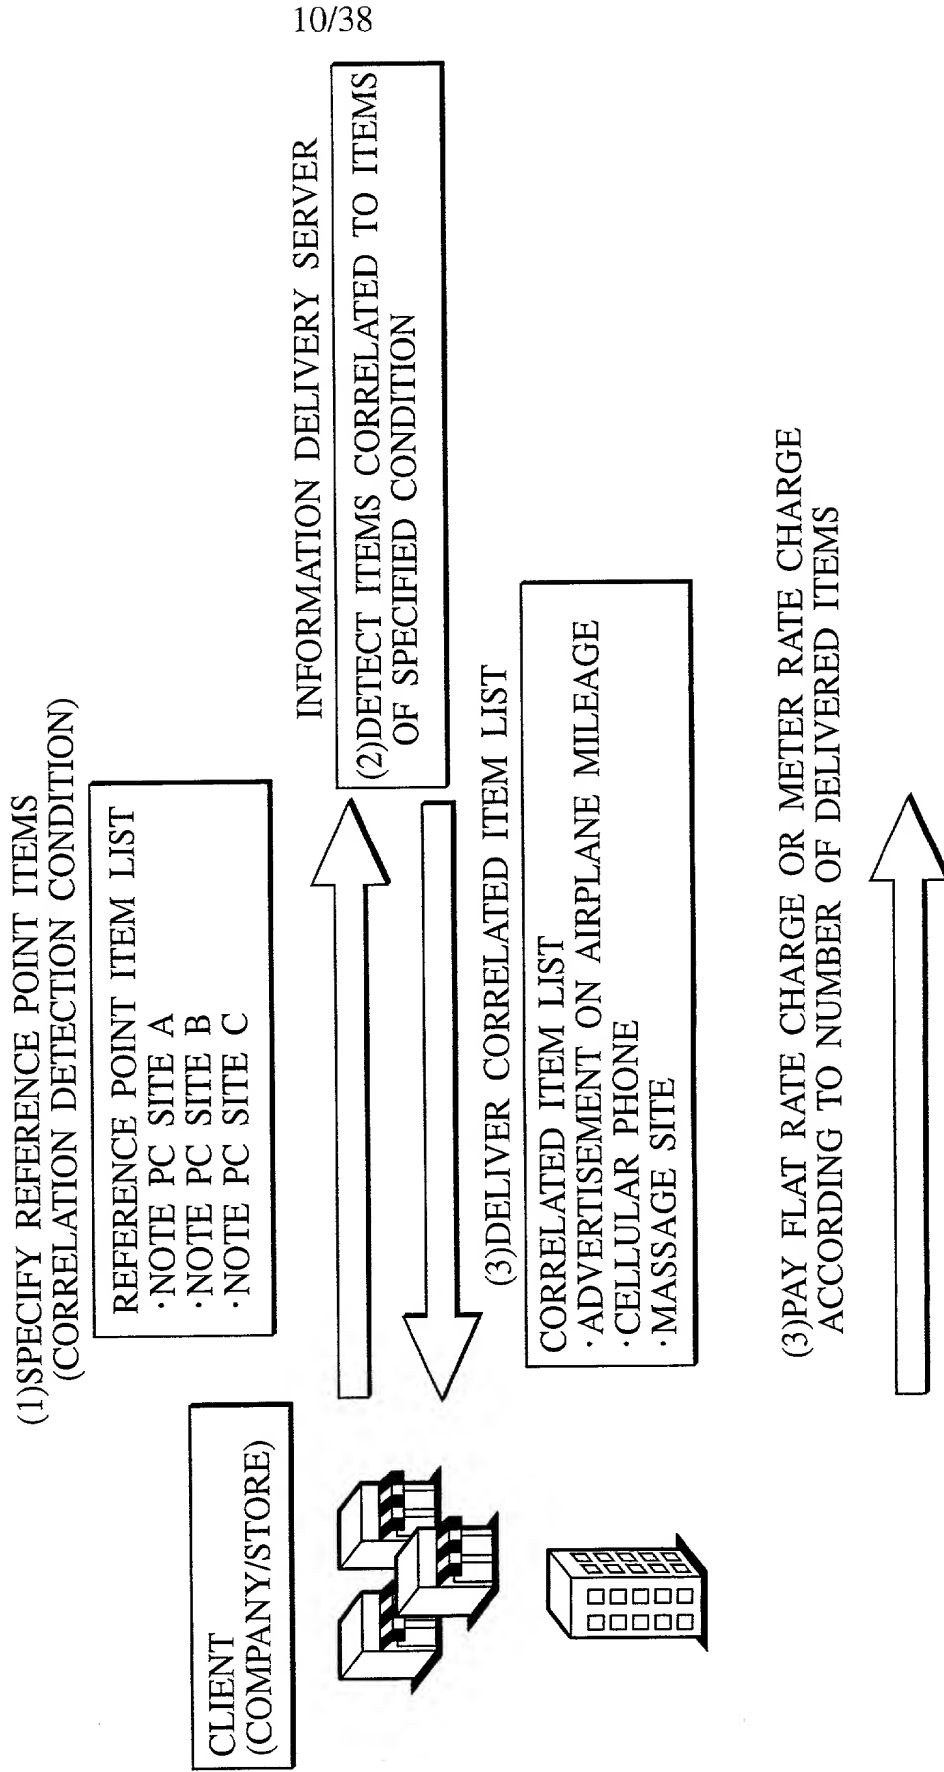 10/38
(1)SPECIFY REFERENCE POINT ITEMS
(CORRELATION DETECTION CONDITION)
REFERENCE POINT ITEM LIST
·NOTE PC SITE A
·NOTE PC SITE B
·NOTE PC SITE C
CLIENT
(COMPANY/STORE)
INFORMATION DELIVERY SERVER
(2)DETECT ITEMS CORRELATED TO ITEMS
OF SPECIFIED CONDITION
(3)DELIVER CORRELATED ITEM LIST
CORRELATED ITEM LIST
·ADVERTISEMENT ON AIRPLANE MILEAGE
·CELLULAR PHONE
·MASSAGE SITE
(3)PAY FLAT RATE CHARGE OR METER RATE CHARGE
ACCORDING TO NUMBER OF DELIVERED ITEMS